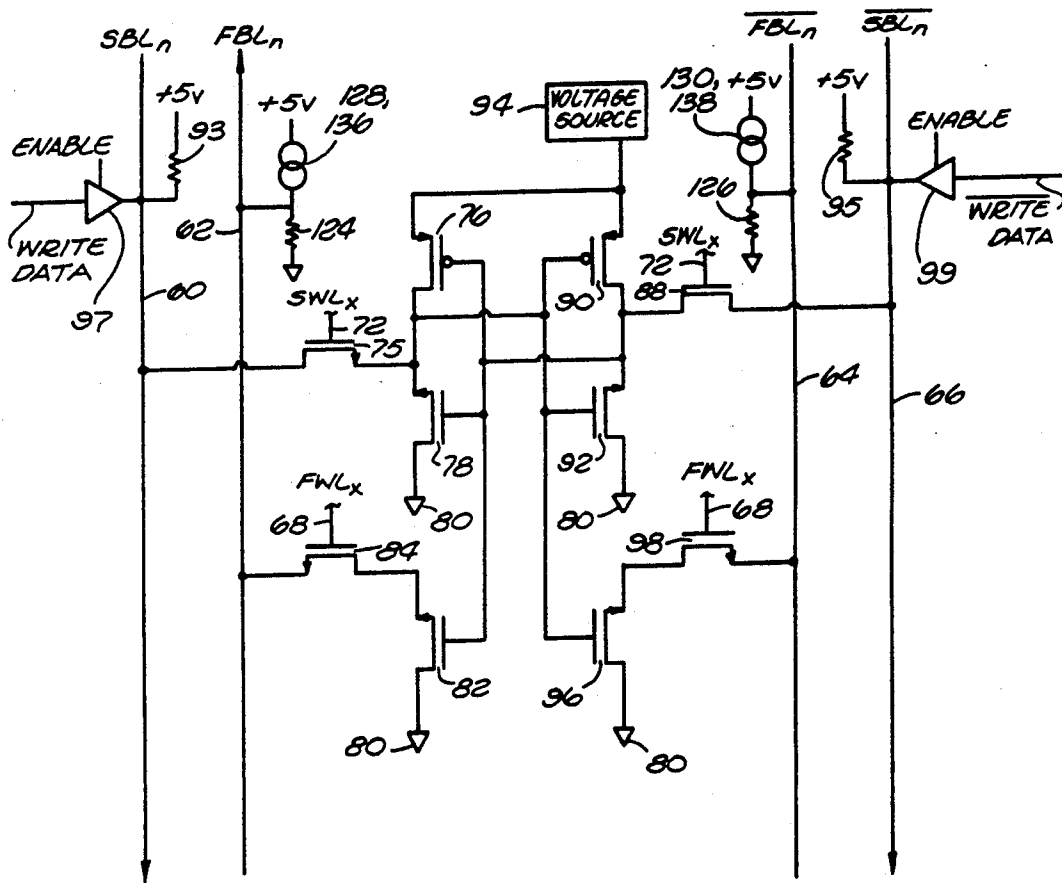 SBLn
FBLn
FBLn
SBLn
+5v
93
+5v
128,
136
94
VOLTAGE
SOURCE
130,
138
+5v
+5v
ENABLE
ENABLE
62
124
76
126
SWLx
72
88
95
WRITE
DATA
WRITE
DATA
97
60
90
99
SWLx
72
75
64
66
78
92
FWLx
80
80
FWLx
68
84
68
98
82
96
80
80